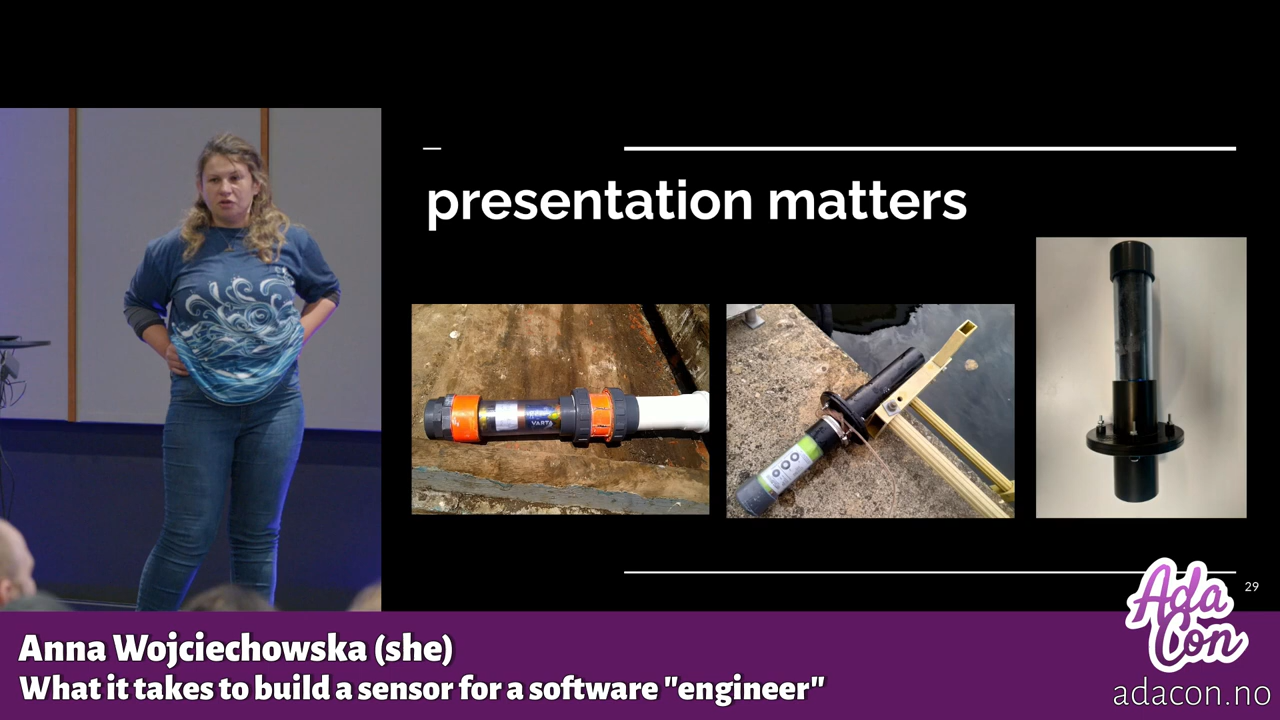 presentation matters
VARTA
29
Ada
Con
Anna Wojciechowska (she)
What it takes to build a sensor for a software "engineer"
adacon.no